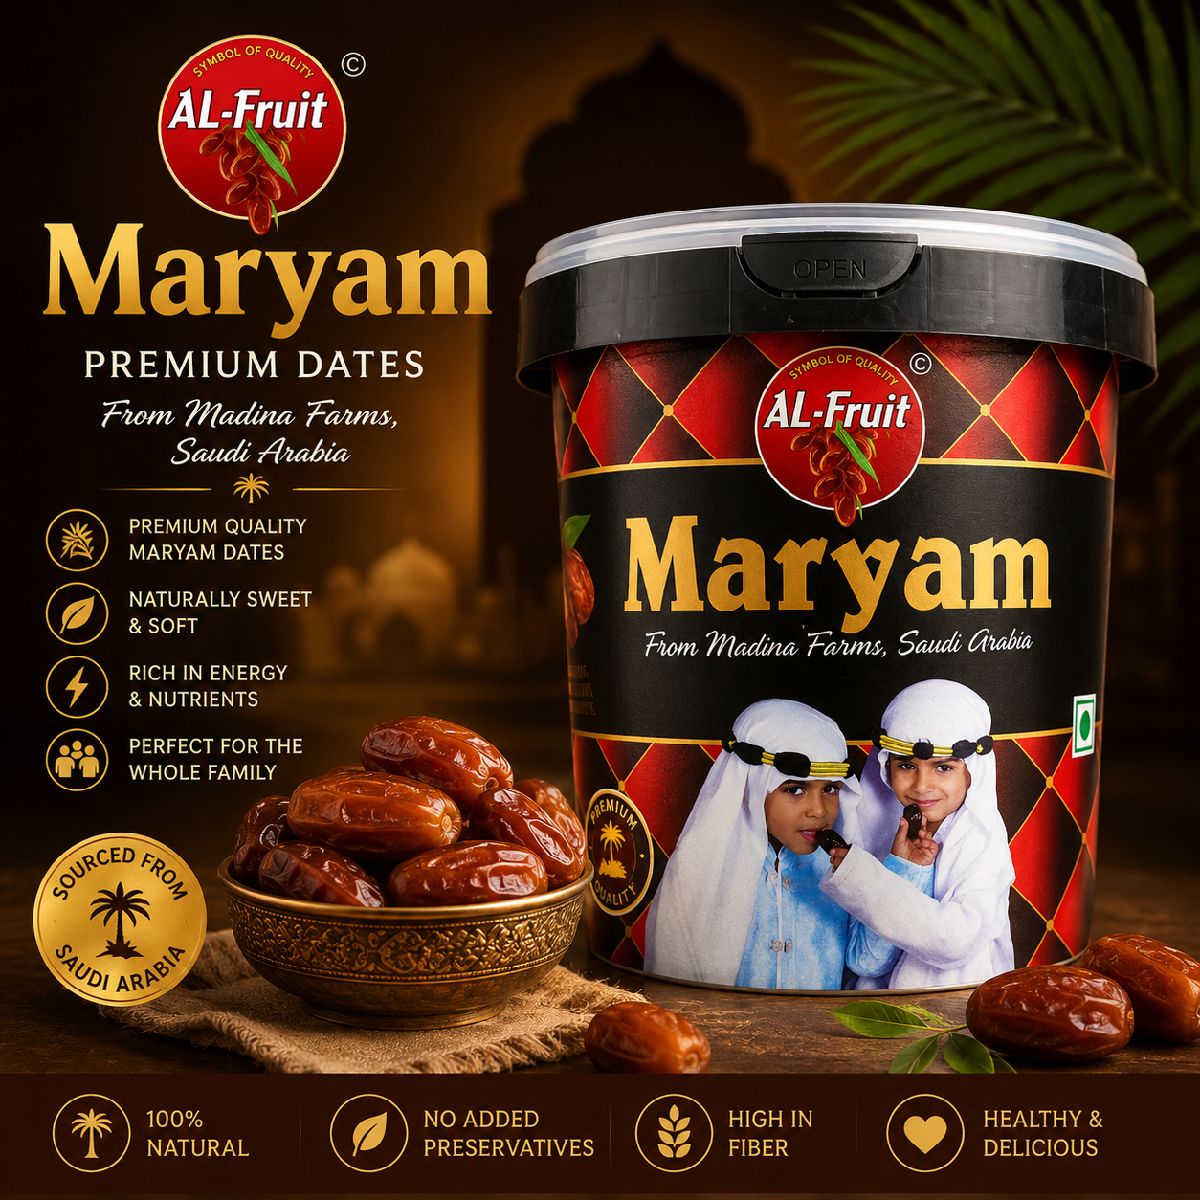 SYMBOL OF QUALITY
©
AL-Fruit
Maryam
PREMIUM DATES
From Madina Farms,
Saudi Arabia
PREMIUM QUALITY
MARYAM DATES
NATURALLY SWEET
& SOFT
RICH IN ENERGY
& NUTRIENTS
PERFECT FOR THE
WHOLE FAMILY
SOURCED FROM
SAUDI ARABIA
OPEN
SYMBOL OF QUALITY
©
AL-Fruit
Maryam
From Madina Farms, Saudi Arabia
PREMIUM
QUALITY
100%
NATURAL
NO ADDED
PRESERVATIVES
HIGH IN
FIBER
HEALTHY &
DELICIOUS